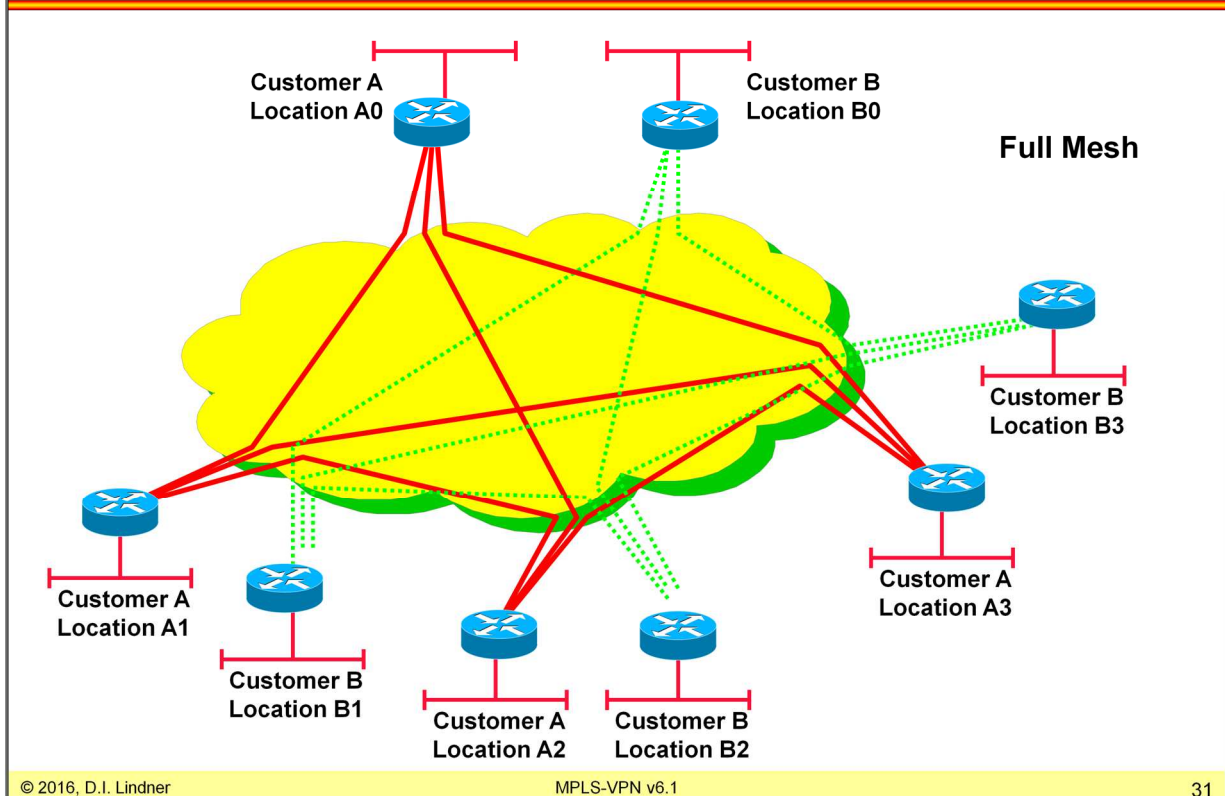 Customer A
Location A0
Customer B
Location B0
Full Mesh
Customer B
Location B3
Customer A
Location A3
Customer A
Location A1
Customer B
Location B1
Customer A
Location A2
Customer B
Location B2
© 2016, D.I. Lindner
MPLS-VPN v6.1
31